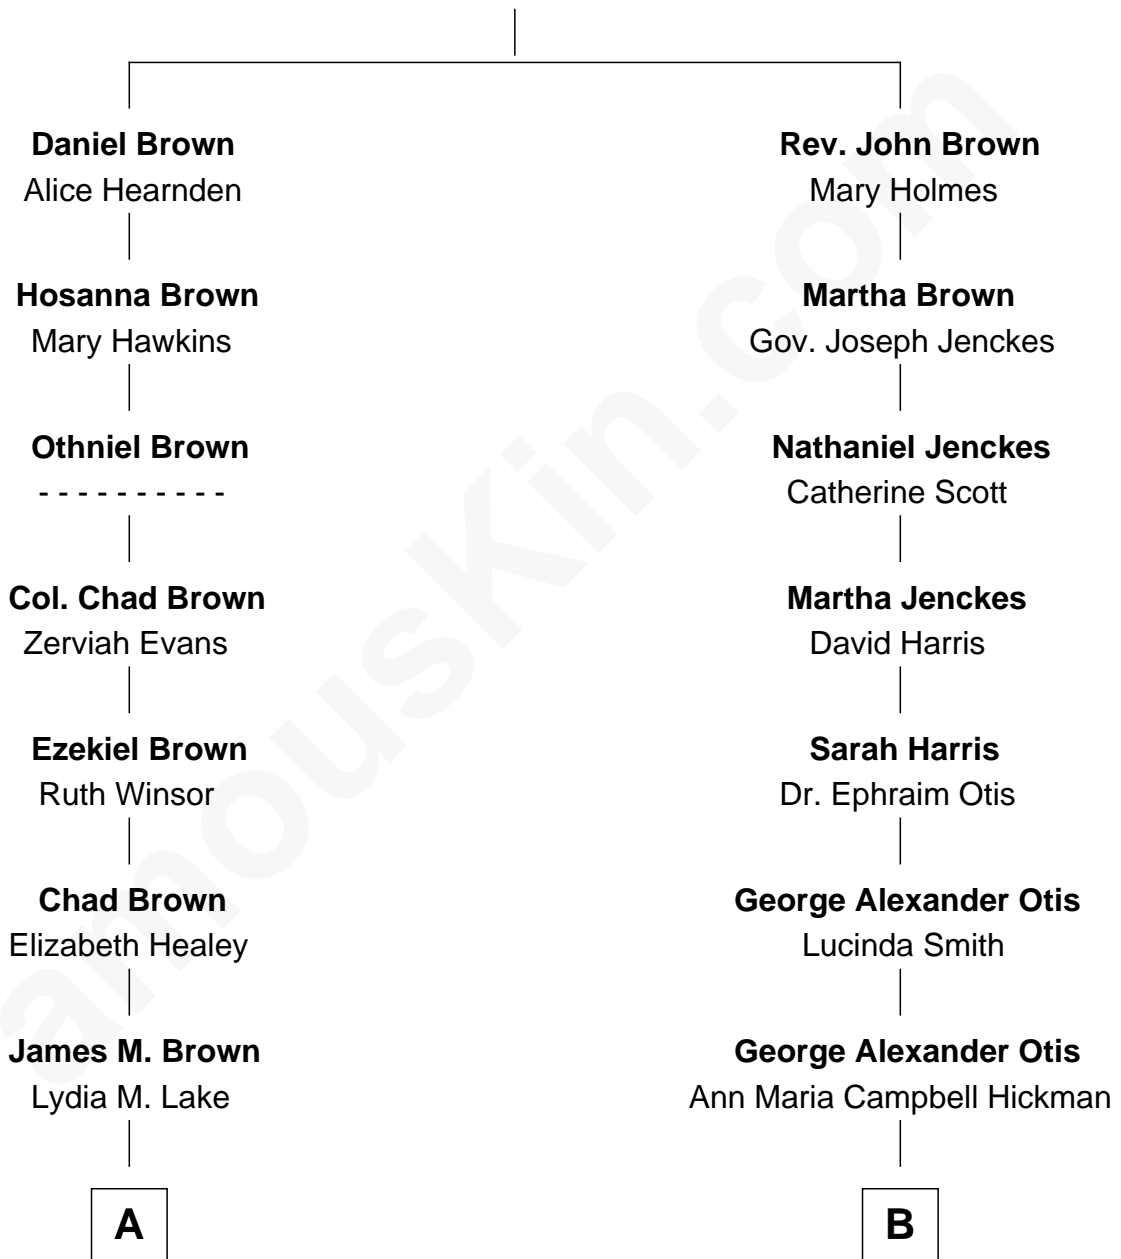 Daniel Brown
Alice Hearnden
Hosanna Brown
Mary Hawkins
Othniel Brown
- - - - - - - - - -
Col. Chad Brown
Zerviah Evans
Ezekiel Brown
Ruth Winsor
Chad Brown
Elizabeth Healey
James M. Brown
Lydia M. Lake
A
Rev. John Brown
Mary Holmes
Martha Brown
Gov. Joseph Jenckes
Nathaniel Jenckes
Catherine Scott
Martha Jenckes
David Harris
Sarah Harris
Dr. Ephraim Otis
George Alexander Otis
Lucinda Smith
George Alexander Otis
Ann Maria Campbell Hickman
B
amousKin.com